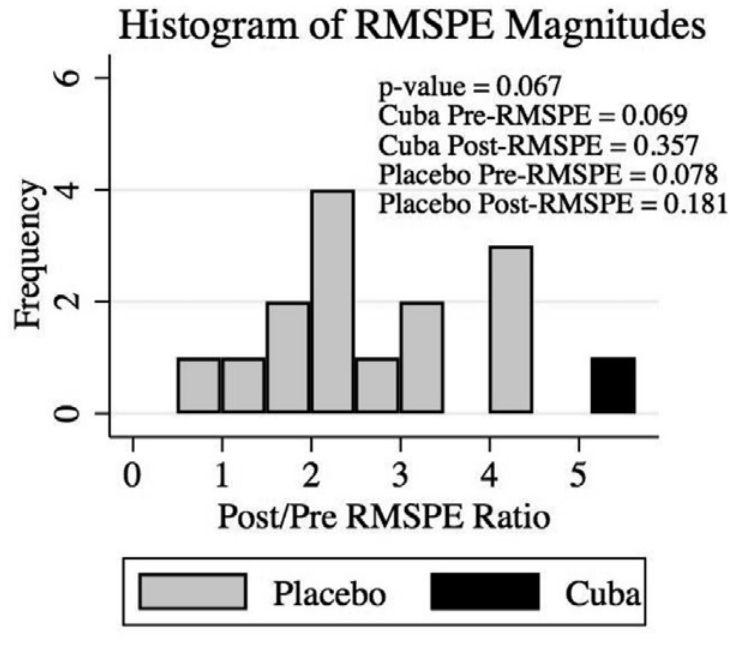 Histogram of RMSPE Magnitudes
p-value = 0.067
Cuba Pre-RMSPE = 0.069
Cuba Post-RMSPE = 0.357
Placebo Pre-RMSPE = 0.078
Placebo Post-RMSPE = 0.181
Frequency
6
4
2
0
0 1 2 3 4 5
Post/Pre RMSPE Ratio
Placebo Cuba